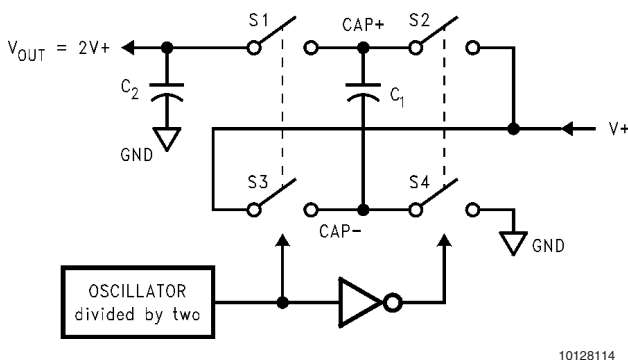 S1
CAP+
S2
V_OUT = 2V+
C_2
C_1
GND
V+
S3
S4
CAP-
GND
OSCILLATOR
divided by two
10128114